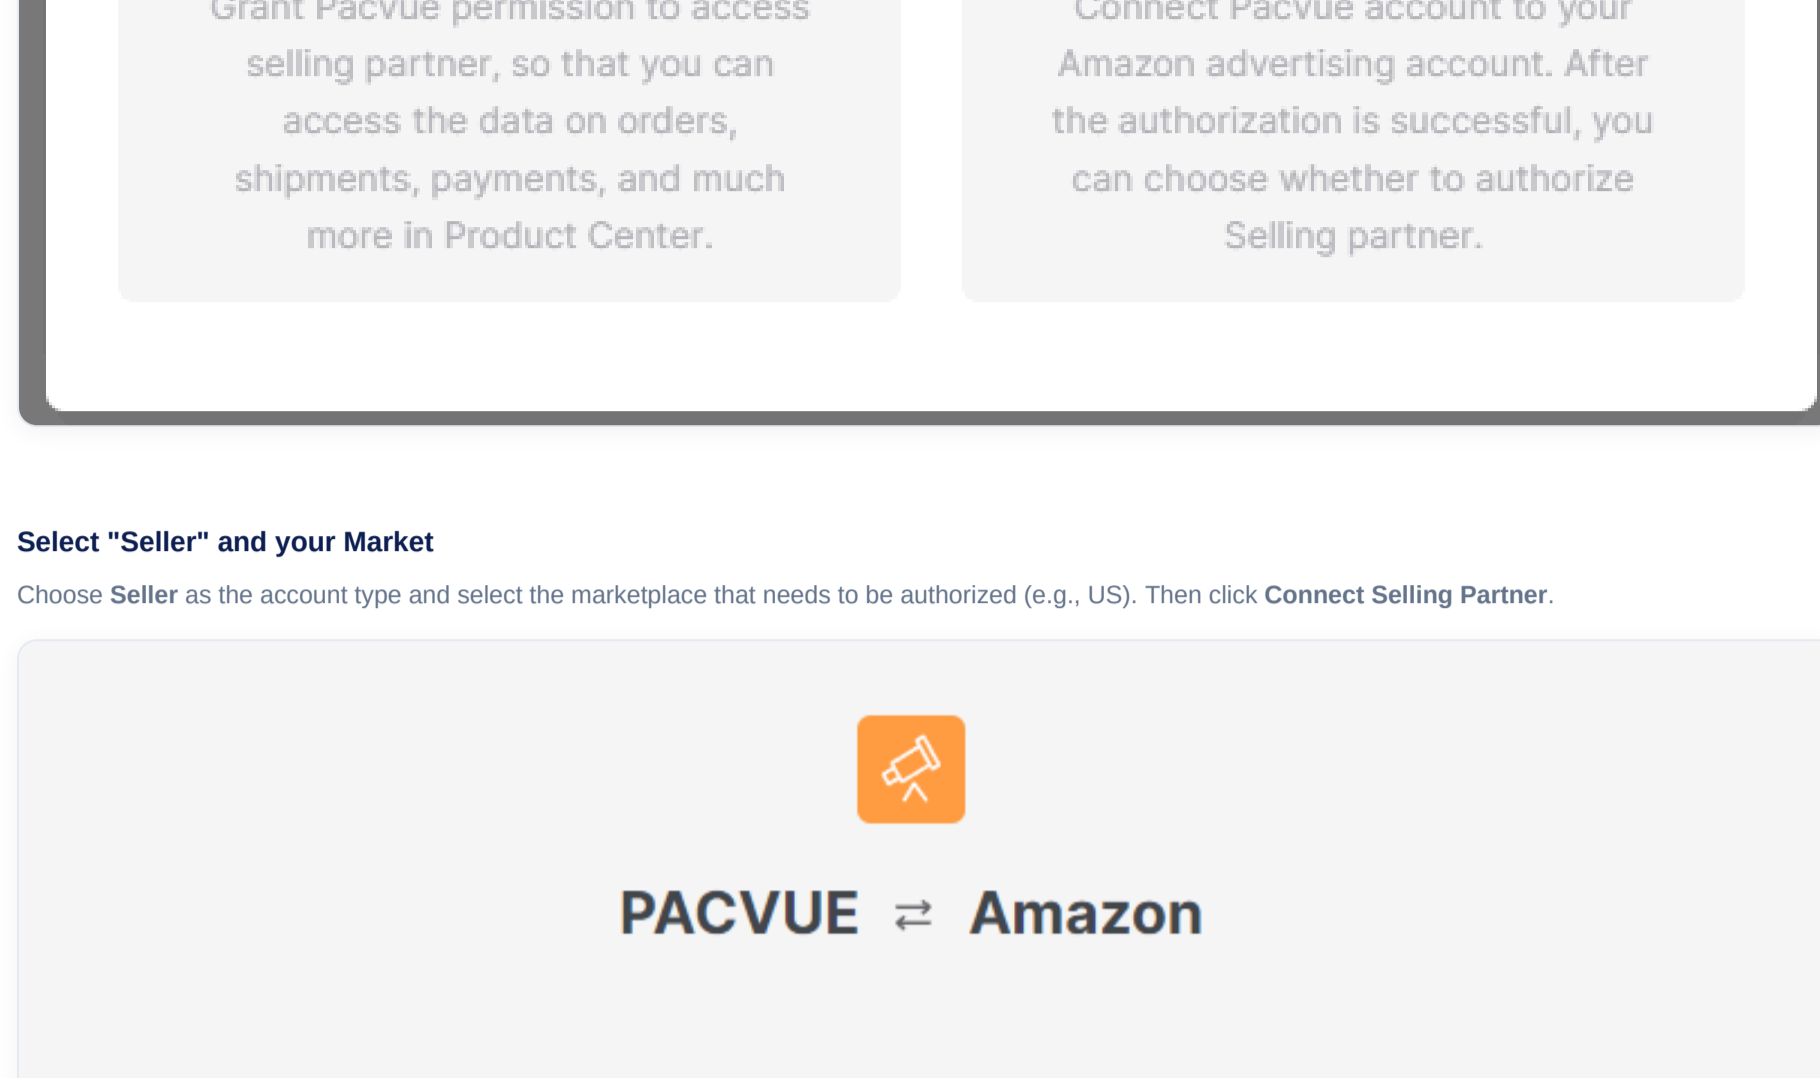 Grant Pacvue permission to access
selling partner, so that you can
access the data on orders,
shipments, payments, and much
more in Product Center.
Connect Pacvue account to your
Amazon advertising account. After
the authorization is successful, you
can choose whether to authorize
Selling partner.
Select "Seller" and your Market
Choose Seller as the account type and select the marketplace that needs to be authorized (e.g., US). Then click Connect Selling Partner.
PACVUE ⇄ Amazon